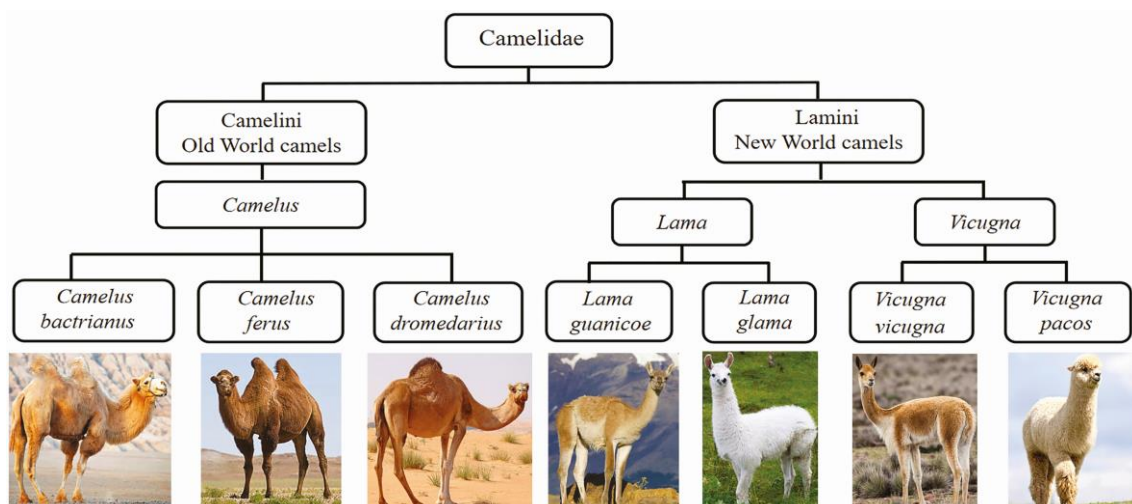 Camelidae
Camelini
Old World camels
Lamini
New World camels
Camelus
Lama
Vicugna
Camelus
bactrianus
Camelus
ferus
Camelus
dromedarius
Lama
guanicoe
Lama
glama
Vicugna
vicugna
Vicugna
pacos